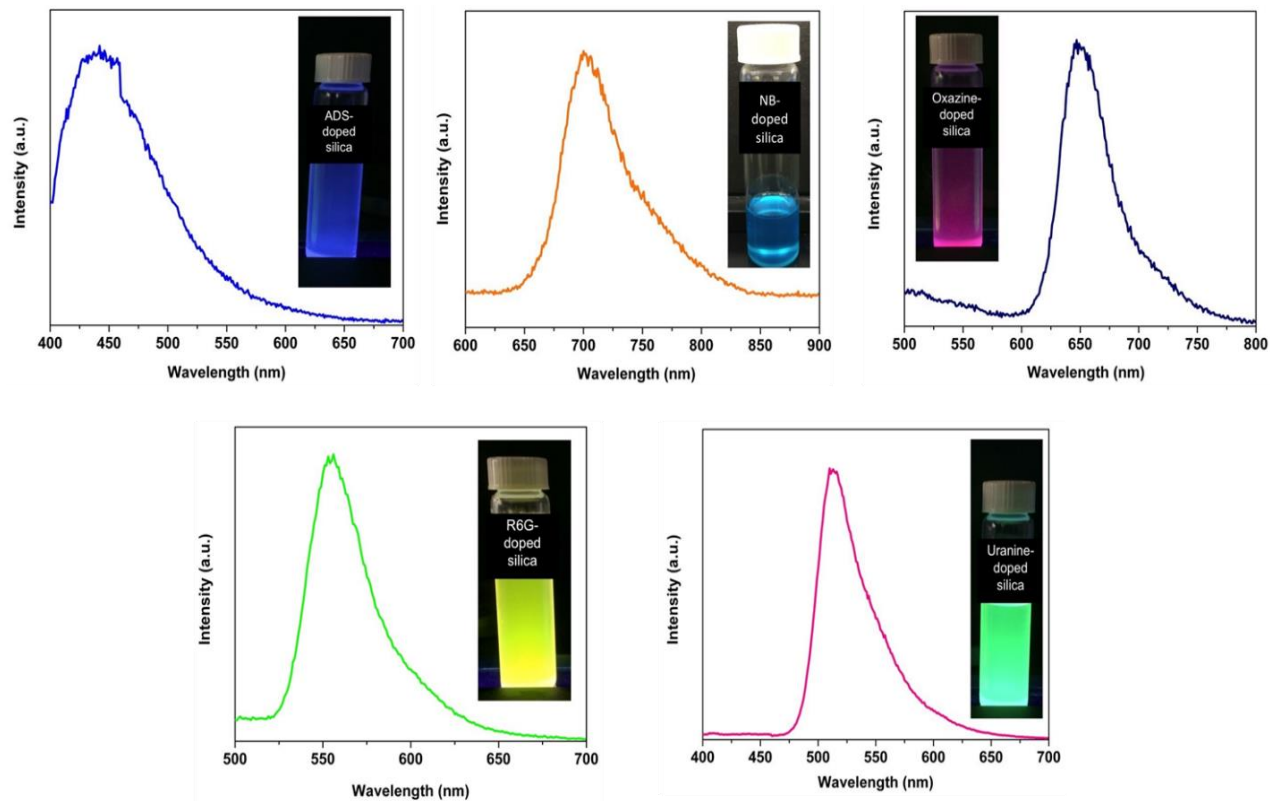 Intensity (a.u.)
ADS-
doped
silica
400 450 500 550 600 650 700
Wavelength (nm)
Intensity (a.u.)
NB-
doped
silica
600 650 700 750 800 850 900
Wavelength (nm)
Intensity (a.u.)
Oxazine-
doped
silica
500 550 600 650 700 750 800
Wavelength (nm)
Intensity (a.u.)
R6G-
doped
silica
500 550 600 650 700
Wavelength (nm)
Intensity (a.u.)
Uranine-
doped
silica
400 450 500 550 600 650 700
Wavelength (nm)